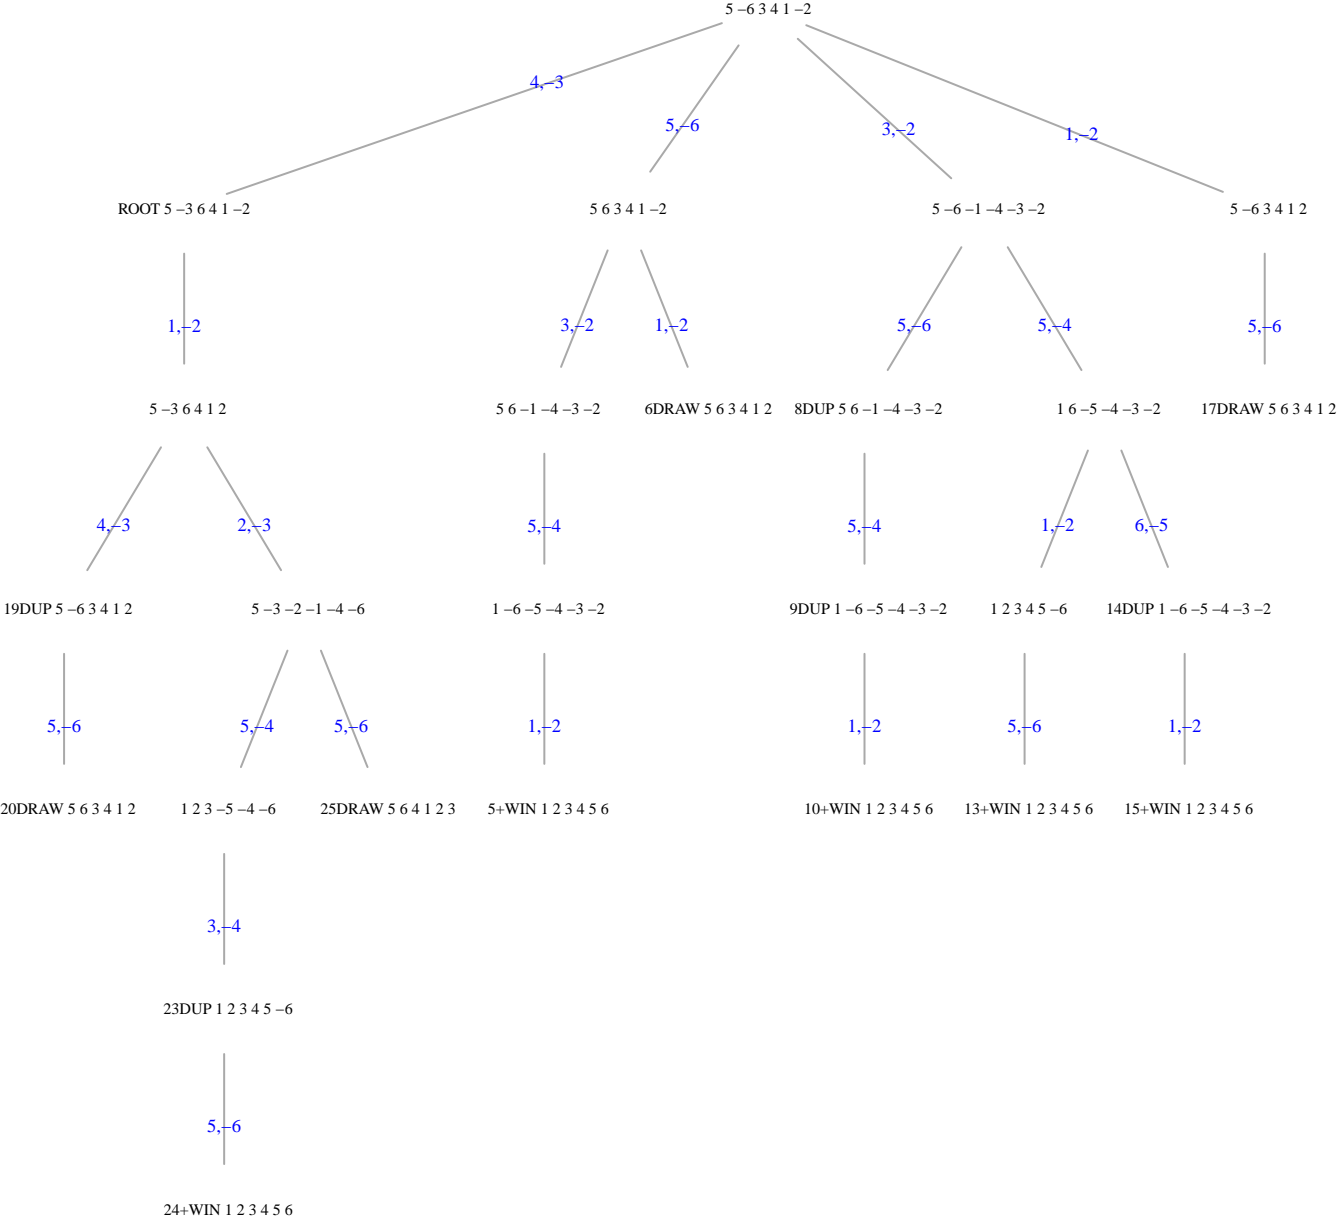 5 –6 3 4 1 –2
4,–3
5,–6
3,–2
1,–2
ROOT 5 –3 6 4 1 –2
5 6 3 4 1 –2
5 –6 –1 –4 –3 –2
5 –6 3 4 1 2
1,–2
3,–2
1,–2
5,–6
5,–4
5,–6
5 –3 6 4 1 2
5 6 –1 –4 –3 –2
6DRAW 5 6 3 4 1 2
8DUP 5 6 –1 –4 –3 –2
1 6 –5 –4 –3 –2
17DRAW 5 6 3 4 1 2
4,–3
2,–3
5,–4
5,–4
1,–2
6,–5
19DUP 5 –6 3 4 1 2
5 –3 –2 –1 –4 –6
1 –6 –5 –4 –3 –2
9DUP 1 –6 –5 –4 –3 –2
1 2 3 4 5 –6
14DUP 1 –6 –5 –4 –3 –2
5,–6
5,–4
5,–6
1,–2
1,–2
5,–6
1,–2
20DRAW 5 6 3 4 1 2
1 2 3 –5 –4 –6
25DRAW 5 6 4 1 2 3
5+WIN 1 2 3 4 5 6
10+WIN 1 2 3 4 5 6
13+WIN 1 2 3 4 5 6
15+WIN 1 2 3 4 5 6
3,–4
23DUP 1 2 3 4 5 –6
5,–6
24+WIN 1 2 3 4 5 6